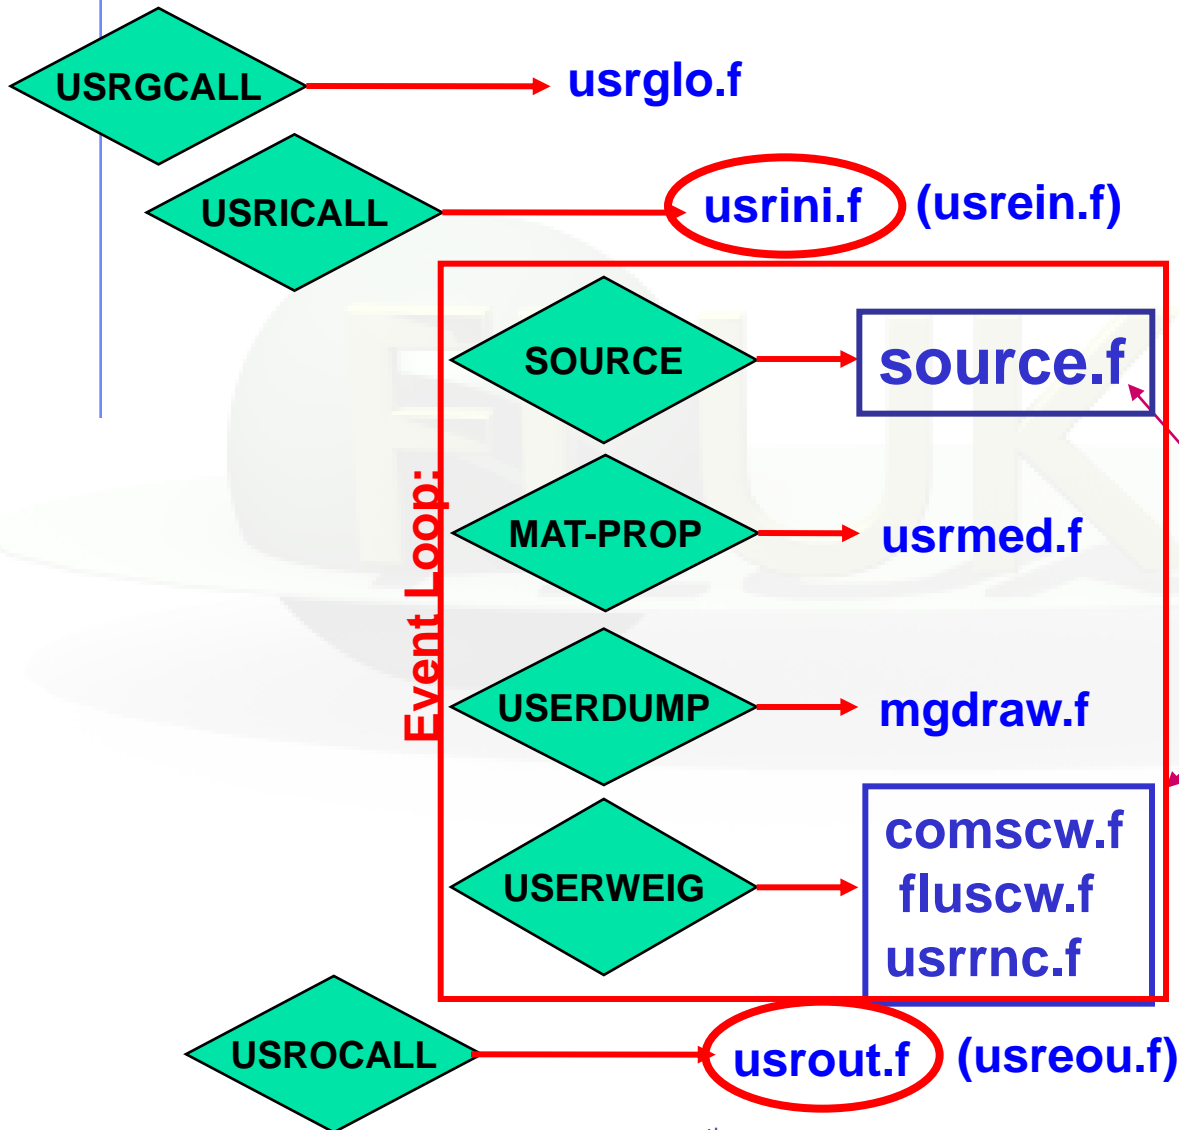 USRGCALL usrglo.f
USRICALL usrini.f (usrein.f)
Event Loop:
SOURCE source.f
MAT-PROP usrmed.f
USERDUMP mgdraw.f
USERWEIG comscw.f
fluscw.f
usrrnc.f
USROCALL usrout.f (usreou.f)